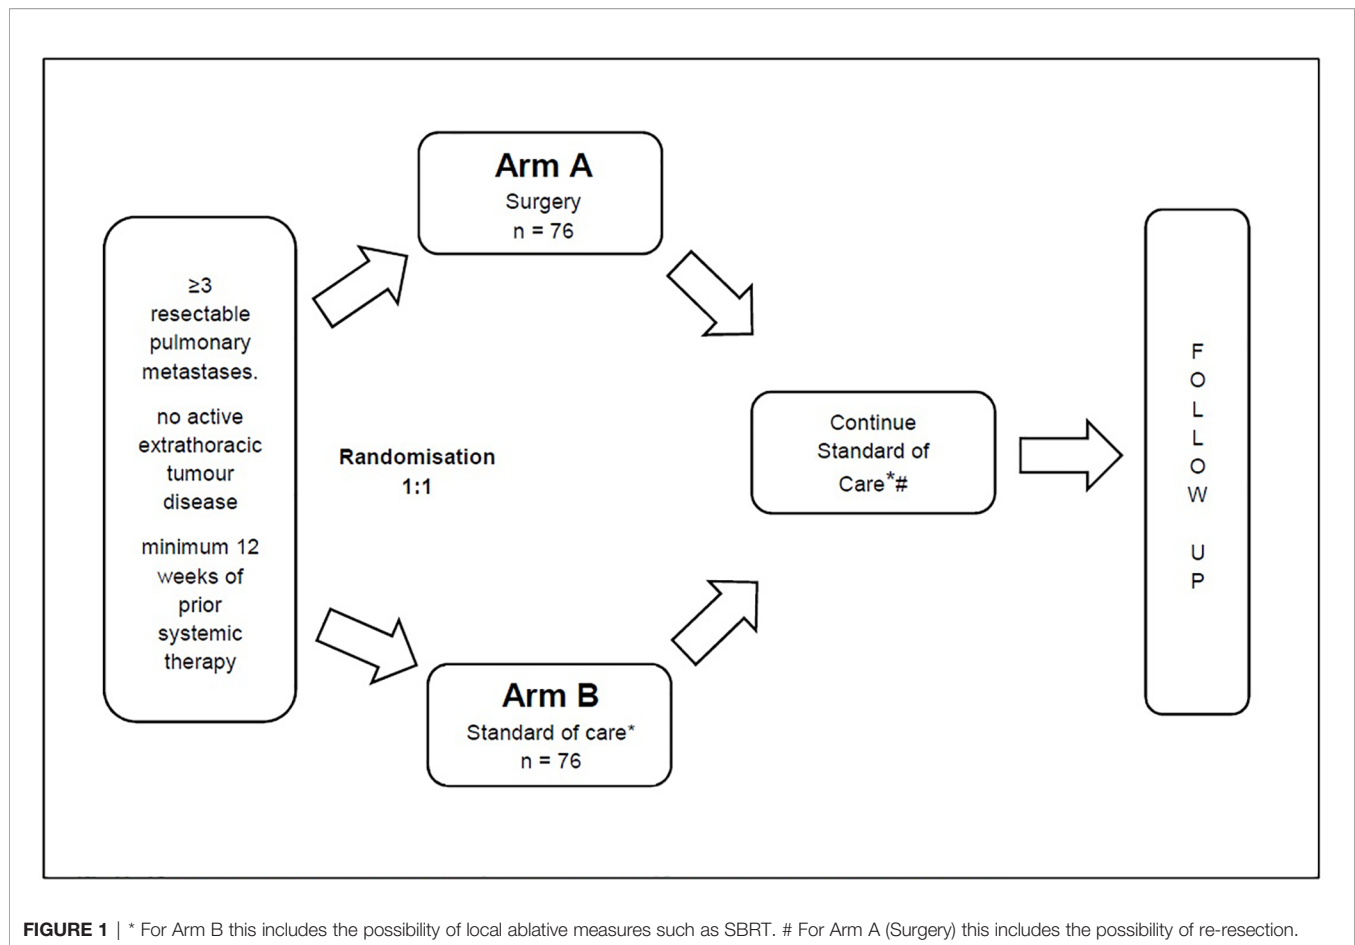 Arm A
Surgery
n = 76
≥3
resectable
pulmonary
metastases.
no active
extrathoracic
tumour
disease
minimum 12
weeks of
prior
systemic
therapy
Randomisation
1:1
Arm B
Standard of care*
n = 76
Continue
Standard of
Care*#
F
O
L
L
O
W
U
P
FIGURE 1 | * For Arm B this includes the possibility of local ablative measures such as SBRT. # For Arm A (Surgery) this includes the possibility of re-resection.